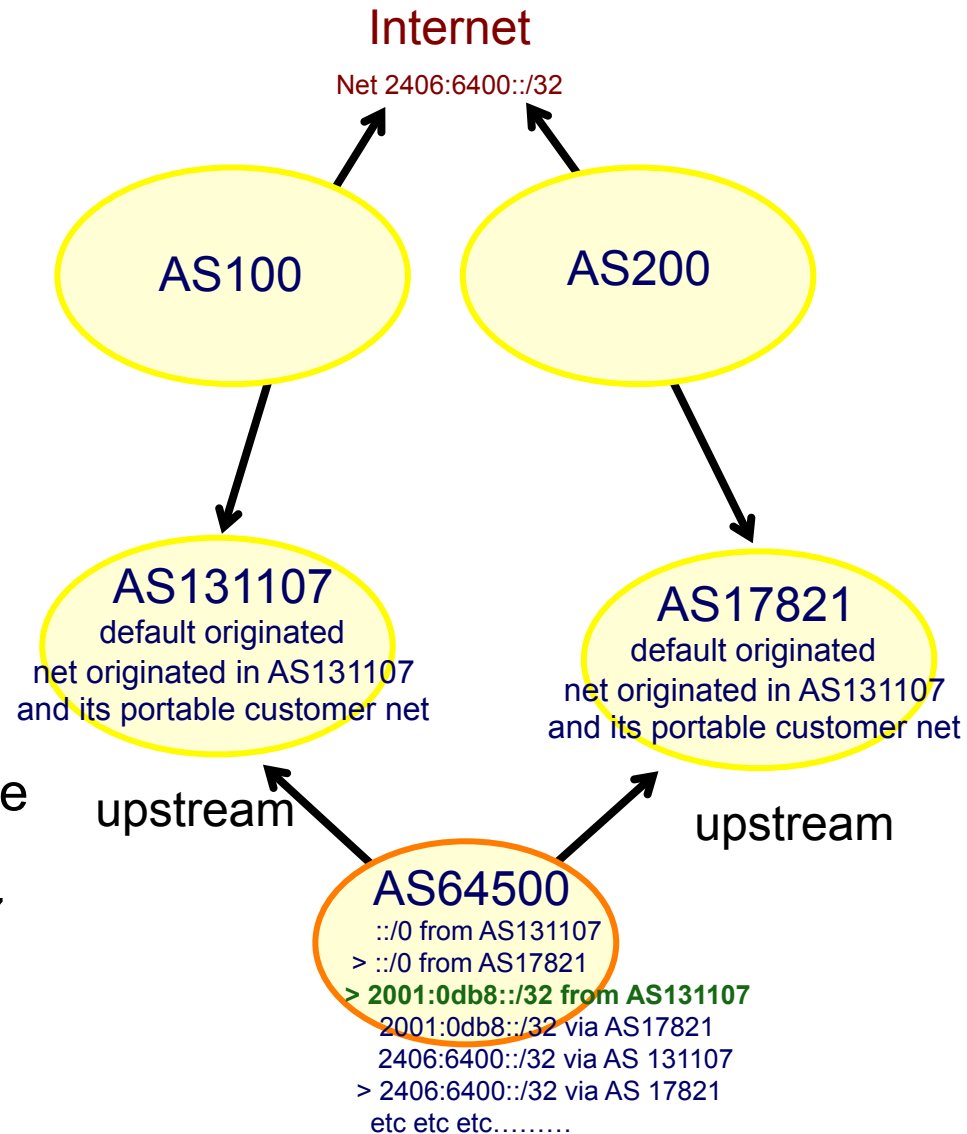 Internet
Net 2406:6400::/32
AS100
AS200
AS131107
default originated
net originated in AS131107
and its portable customer net
AS17821
default originated
net originated in AS131107
and its portable customer net
e
upstream
upstream
AS64500
::/0 from AS131107
> ::/0 from AS17821
> 2001:0db8::/32 from AS131107
2001:0db8::/32 via AS17821
2406:6400::/32 via AS 131107
> 2406:6400::/32 via AS 17821
etc etc etc………